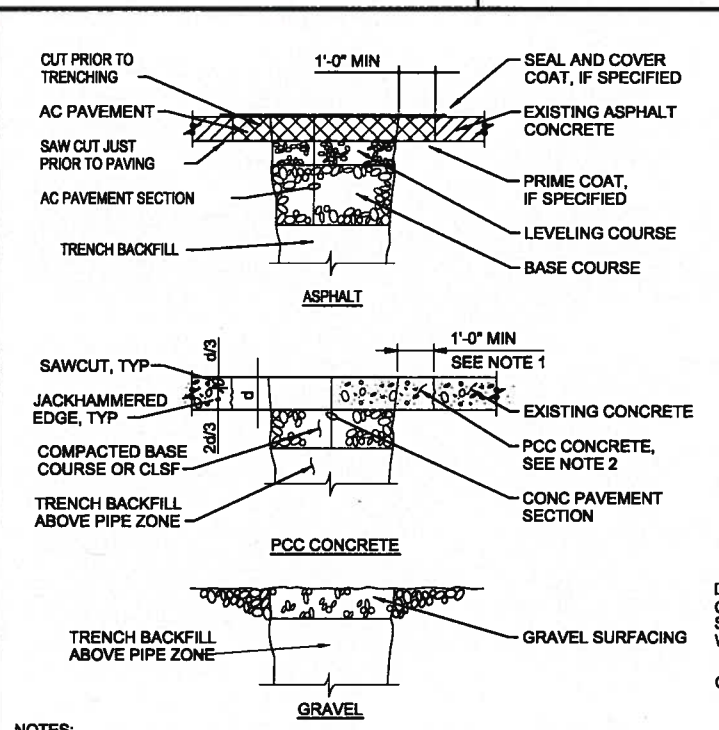 CUT PRIOR TO
TRENCHING
AC PAVEMENT
SAW CUT JUST
PRIOR TO PAVING
AC PAVEMENT SECTION
TRENCH BACKFILL
1'-0" MIN
SEAL AND COVER
COAT, IF SPECIFIED
EXISTING ASPHALT
CONCRETE
PRIME COAT,
IF SPECIFIED
LEVELING COURSE
BASE COURSE
ASPHALT
SAWCUT, TYP
JACKHAMMERED
EDGE, TYP
COMPACTED BASE
COURSE OR CLSF
TRENCH BACKFILL
ABOVE PIPE ZONE
d/3
2d/3
d
1'-0" MIN
SEE NOTE 1
EXISTING CONCRETE
PCC CONCRETE,
SEE NOTE 2
CONC PAVEMENT
SECTION
PCC CONCRETE
TRENCH BACKFILL
ABOVE PIPE ZONE
GRAVEL SURFACING
GRAVEL
NOTES: